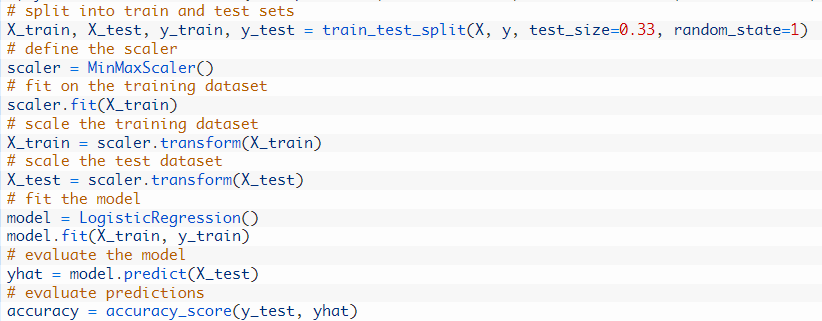 # split into train and test sets
X_train, X_test, y_train, y_test = train_test_split(X, y, test_size=0.33, random_state=1)
# define the scaler
scaler = MinMaxScaler()
# fit on the training dataset
scaler.fit(X_train)
# scale the training dataset
X_train = scaler.transform(X_train)
# scale the test dataset
X_test = scaler.transform(X_test)
# fit the model
model = LogisticRegression()
model.fit(X_train, y_train)
# evaluate the model
yhat = model.predict(X_test)
# evaluate predictions
accuracy = accuracy_score(y_test, yhat)